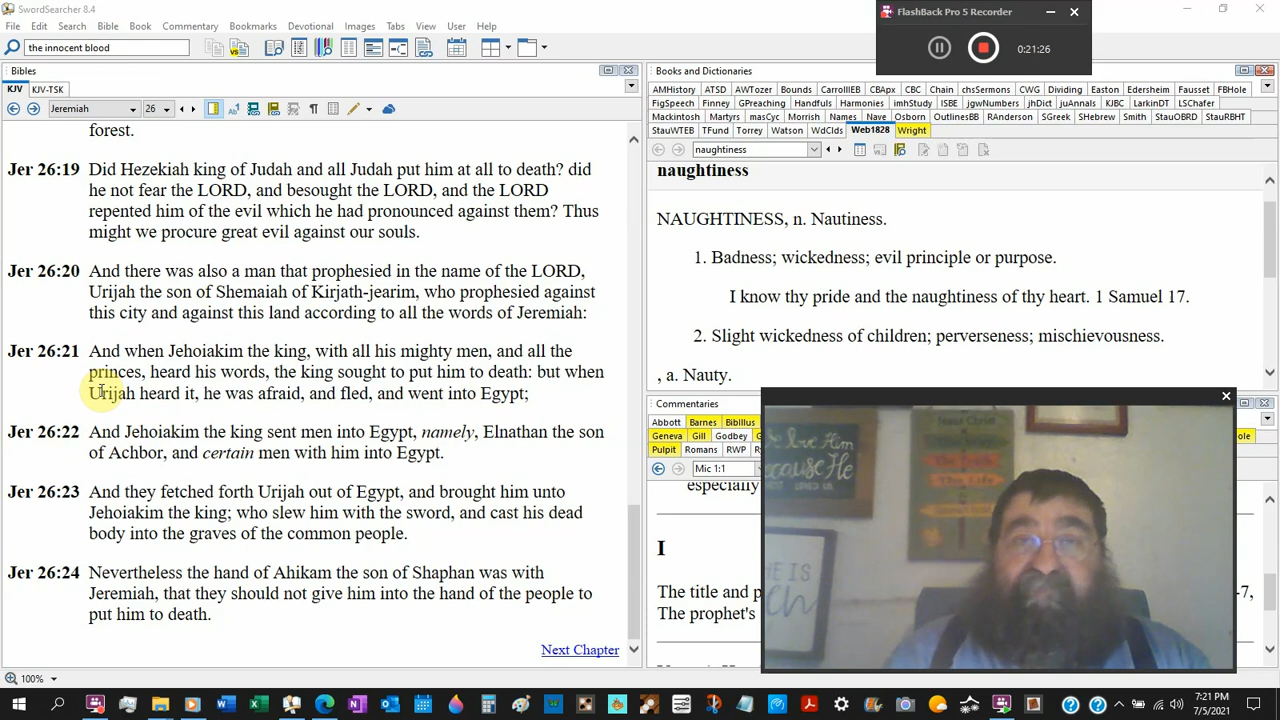 SwordSearcher 8.4
File Edit Search Bible Book Commentary Bookmarks Devotional Images Tabs View User Help
the innocent blood
Bibles
KJV KJV-TSK
Jeremiah 26
forest.
Jer 26:19 Did Hezekiah king of Judah and all Judah put him at all to death? did
he not fear the LORD, and besought the LORD, and the LORD
repented him of the evil which he had pronounced against them? Thus
might we procure great evil against our souls.
Jer 26:20 And there was also a man that prophesied in the name of the LORD,
Urijah the son of Shemaiah of Kirjath-jearim, who prophesied against
this city and against this land according to all the words of Jeremiah:
Jer 26:21 And when Jehoiakim the king, with all his mighty men, and all the
princes, heard his words, the king sought to put him to death: but when
Urijah heard it, he was afraid, and fled, and went into Egypt;
Jer 26:22 And Jehoiakim the king sent men into Egypt, namely, Elnathan the son
of Achbor, and certain men with him into Egypt.
Jer 26:23 And they fetched forth Urijah out of Egypt, and brought him unto
Jehoiakim the king; who slew him with the sword, and cast his dead
body into the graves of the common people.
Jer 26:24 Nevertheless the hand of Ahikam the son of Shaphan was with
Jeremiah, that they should not give him into the hand of the people to
put him to death.
Next Chapter
100%
FlashBack Pro 5 Recorder
0:21:26
Books and Dictionaries
AMHistory ATSD AWTozer Bounds CarrollIEB CBApx CBC Chain chsSermons CWG Dividing Easton Edersheim Faussett FBHole
FigSpeech Finney GPreaching Handfuls Harmonies imhStudy ISBE jgwNumbers jhDict juAnnals KJBC LarkinDT LSChafer
Mackintosh Martyrs masCyc Morrish Names Nave Osborn OutlinesBB RAnderson SGreek SHebrew Smith StauOBRD StauRBHT
StauWTEB TFund Torrey Watson WdClds Web1828 Wright
naughtiness
naughtiness
NAUGHTINESS, n. Nautiness.
1. Badness; wickedness; evil principle or purpose.
I know thy pride and the naughtiness of thy heart. 1 Samuel 17.
2. Slight wickedness of children; perverseness; mischievousness.
, a. Nauty.
Commentaries
Abbott Barnes BibIllus
Geneva Gill Godbey
Pulpit Romans RWP
Mic 1:1
especially
I
The title and p
The prophet's
-7,
love Him
because He
Jesus Christ
The Way
The Life
7:21 PM
7/5/2021